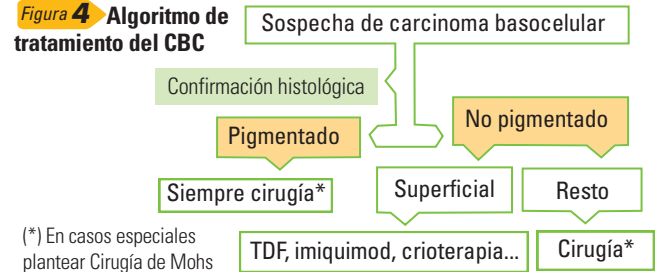 Figura 4 Algoritmo de
tratamiento del CBC
Sospecha de carcinoma basocelular
Confirmación histológica
Pigmentado
No pigmentado
Siempre cirugía*
Superficial
Resto
(*) En casos especiales
plantear Cirugía de Mohs
TDF, imiquimod, crioterapia...
Cirugía*